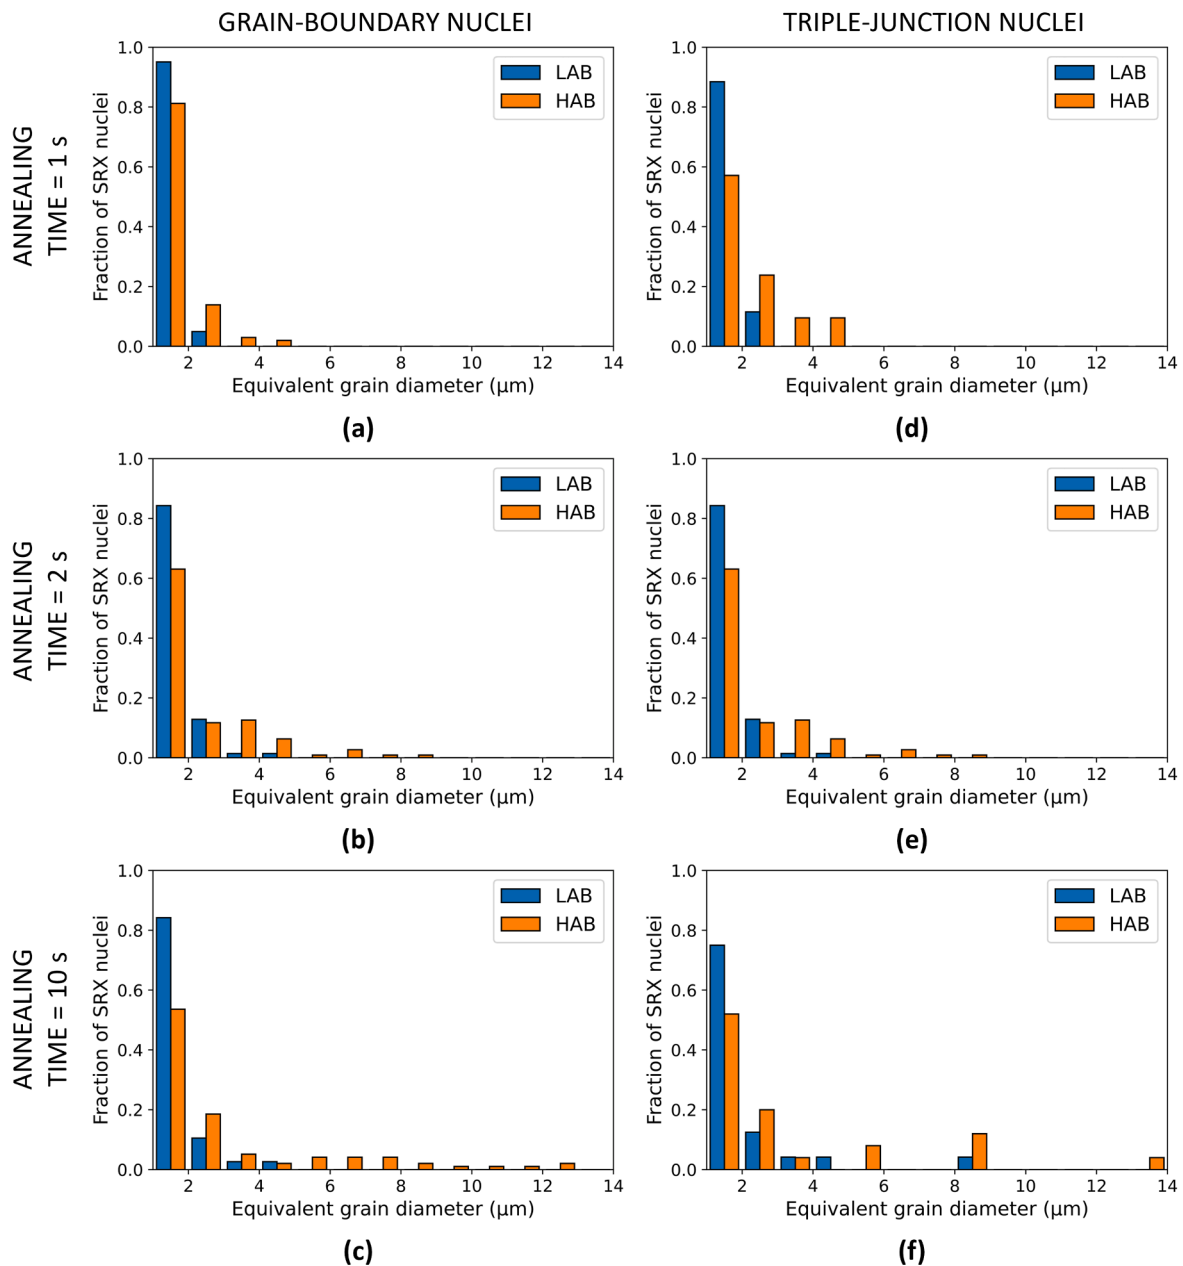 GRAIN-BOUNDARY NUCLEI
TRIPLE-JUNCTION NUCLEI
ANNEALING
TIME = 1 s
1.0
0.8
0.6
0.4
0.2
0.0
Fraction of SRX nuclei
LAB
HAB
2 4 6 8 10 12 14
Equivalent grain diameter (μm)
(a)
1.0
0.8
0.6
0.4
0.2
0.0
Fraction of SRX nuclei
LAB
HAB
2 4 6 8 10 12 14
Equivalent grain diameter (μm)
(d)
ANNEALING
TIME = 2 s
1.0
0.8
0.6
0.4
0.2
0.0
Fraction of SRX nuclei
LAB
HAB
2 4 6 8 10 12 14
Equivalent grain diameter (μm)
(b)
1.0
0.8
0.6
0.4
0.2
0.0
Fraction of SRX nuclei
LAB
HAB
2 4 6 8 10 12 14
Equivalent grain diameter (μm)
(e)
ANNEALING
TIME = 10 s
1.0
0.8
0.6
0.4
0.2
0.0
Fraction of SRX nuclei
LAB
HAB
2 4 6 8 10 12 14
Equivalent grain diameter (μm)
(c)
1.0
0.8
0.6
0.4
0.2
0.0
Fraction of SRX nuclei
LAB
HAB
2 4 6 8 10 12 14
Equivalent grain diameter (μm)
(f)